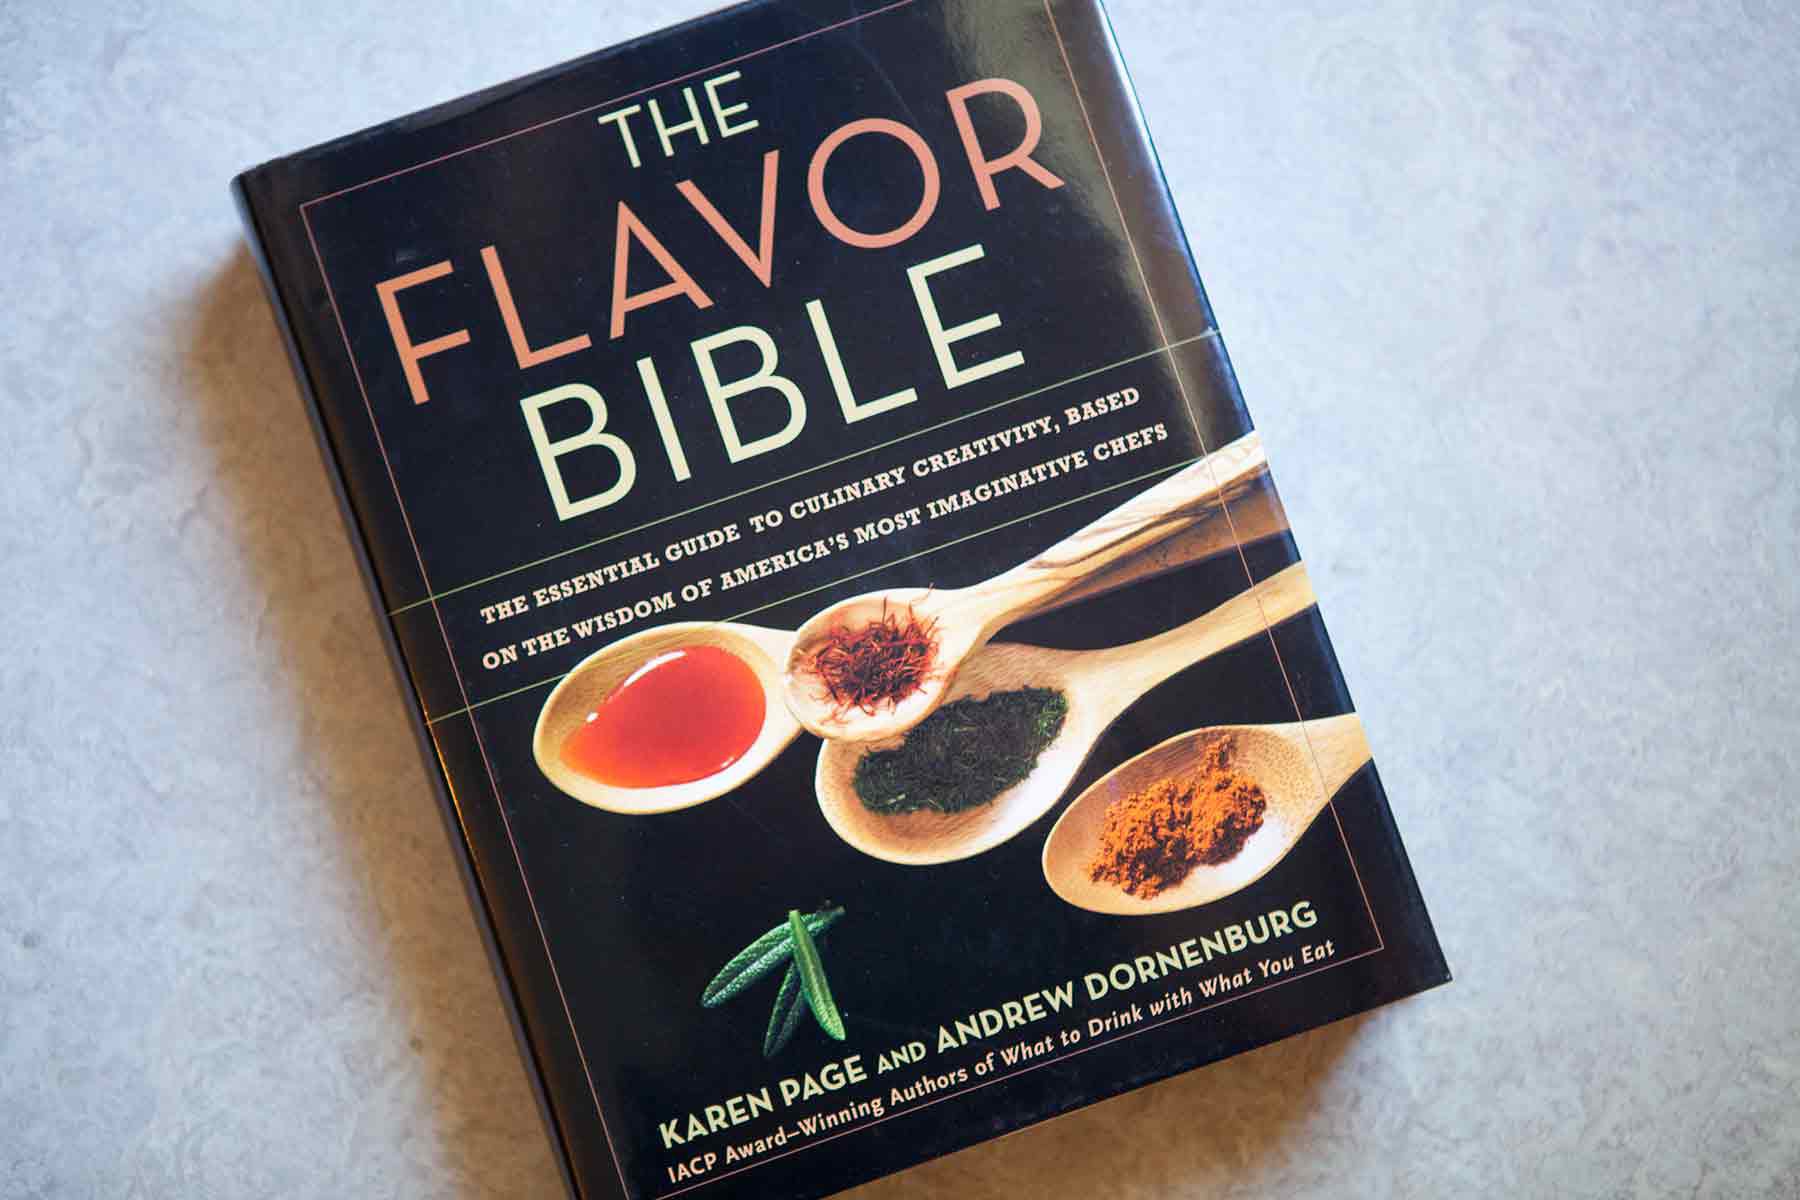 THE
FLAVOR
BIBLE
THE ESSENTIAL GUIDE TO CULINARY CREATIVITY, BASED
ON THE WISDOM OF AMERICA'S MOST IMAGINATIVE CHEFS
KAREN PAGE AND ANDREW DORNENBURG
IACP Award–Winning Authors of What to Drink with What You Eat